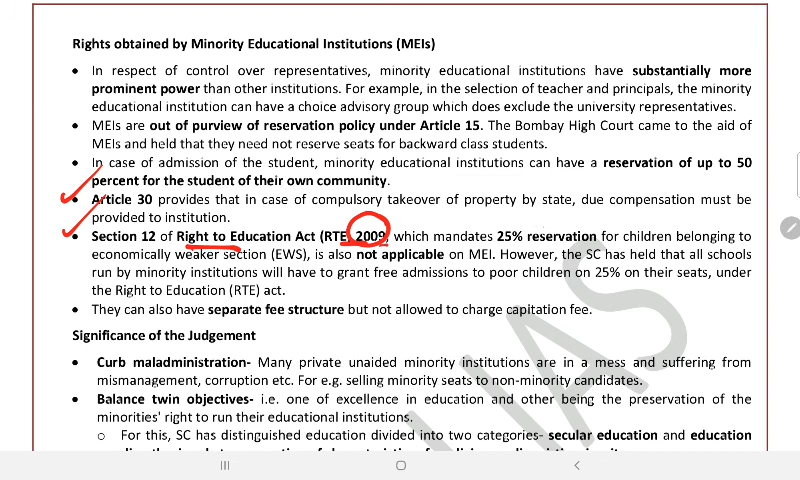 Rights obtained by Minority Educational Institutions (MEIs)
• In respect of control over representatives, minority educational institutions have substantially more
prominent power than other institutions. For example, in the selection of teacher and principals, the minority
educational institution can have a choice advisory group which does exclude the university representatives.
• MEIs are out of purview of reservation policy under Article 15. The Bombay High Court came to the aid of
MEIs and held that they need not reserve seats for backward class students.
• In case of admission of the student, minority educational institutions can have a reservation of up to 50
percent for the student of their own community.
• Article 30 provides that in case of compulsory takeover of property by state, due compensation must be
provided to institution.
• Section 12 of Right to Education Act (RTE, 2009, which mandates 25% reservation for children belonging to
economically weaker section (EWS), is also not applicable on MEI. However, the SC has held that all schools
run by minority institutions will have to grant free admissions to poor children on 25% on their seats, under
the Right to Education (RTE) act.
• They can also have separate fee structure but not allowed to charge capitation fee.
Significance of the Judgement
• Curb maladministration- Many private unaided minority institutions are in a mess and suffering from
mismanagement, corruption etc. For e.g. selling minority seats to non-minority candidates.
• Balance twin objectives- i.e. one of excellence in education and other being the preservation of the
minorities' right to run their educational institutions.
o For this, SC has distinguished education divided into two categories- secular education and education
IAS